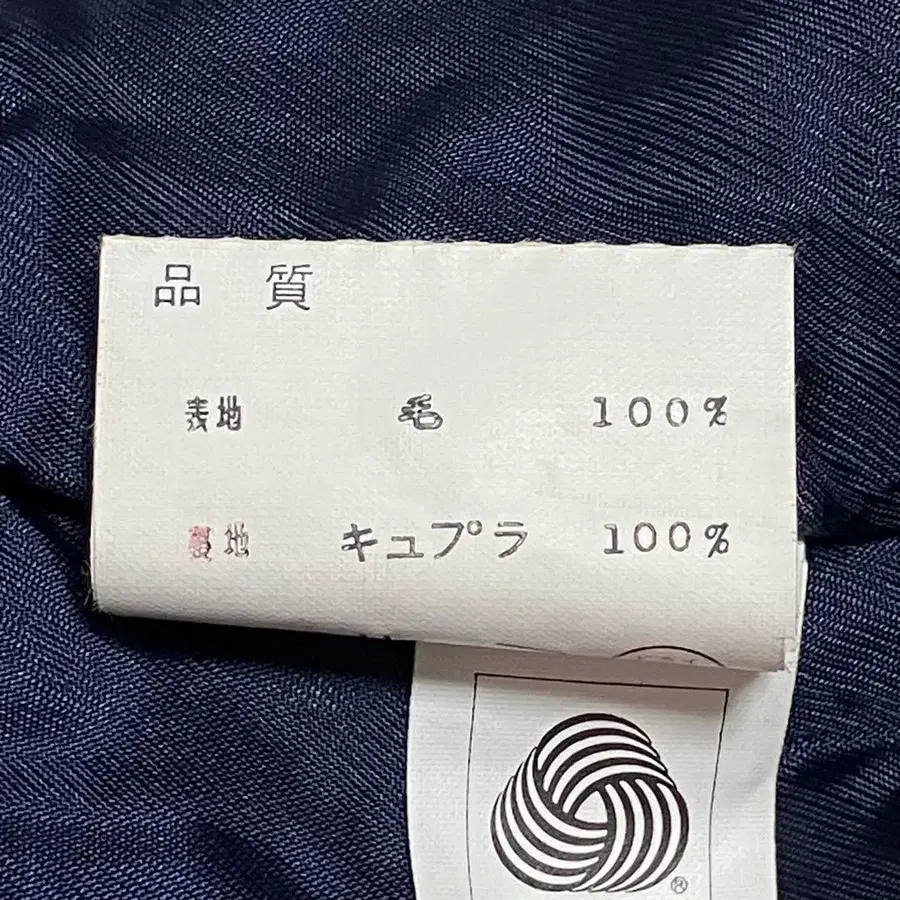 品 質
表地 毛 100%
裏地 キュプラ 100%
®